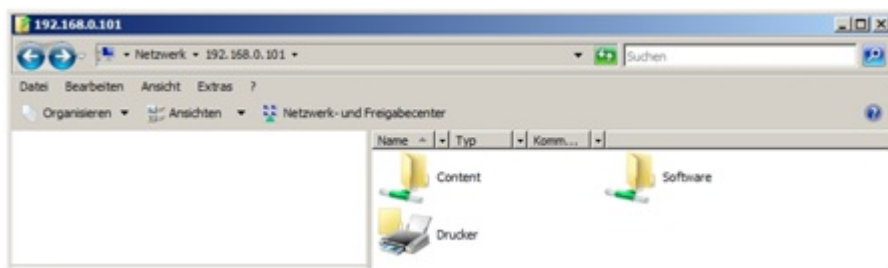 192.168.0.101
Netzwerk 192.168.0.101 Suchen
Datei Bearbeiten Ansicht Extras ?
Organisieren Ansichten Netzwerk- und Freigabecenter
Name Typ Komm...
Content Software
Drucker